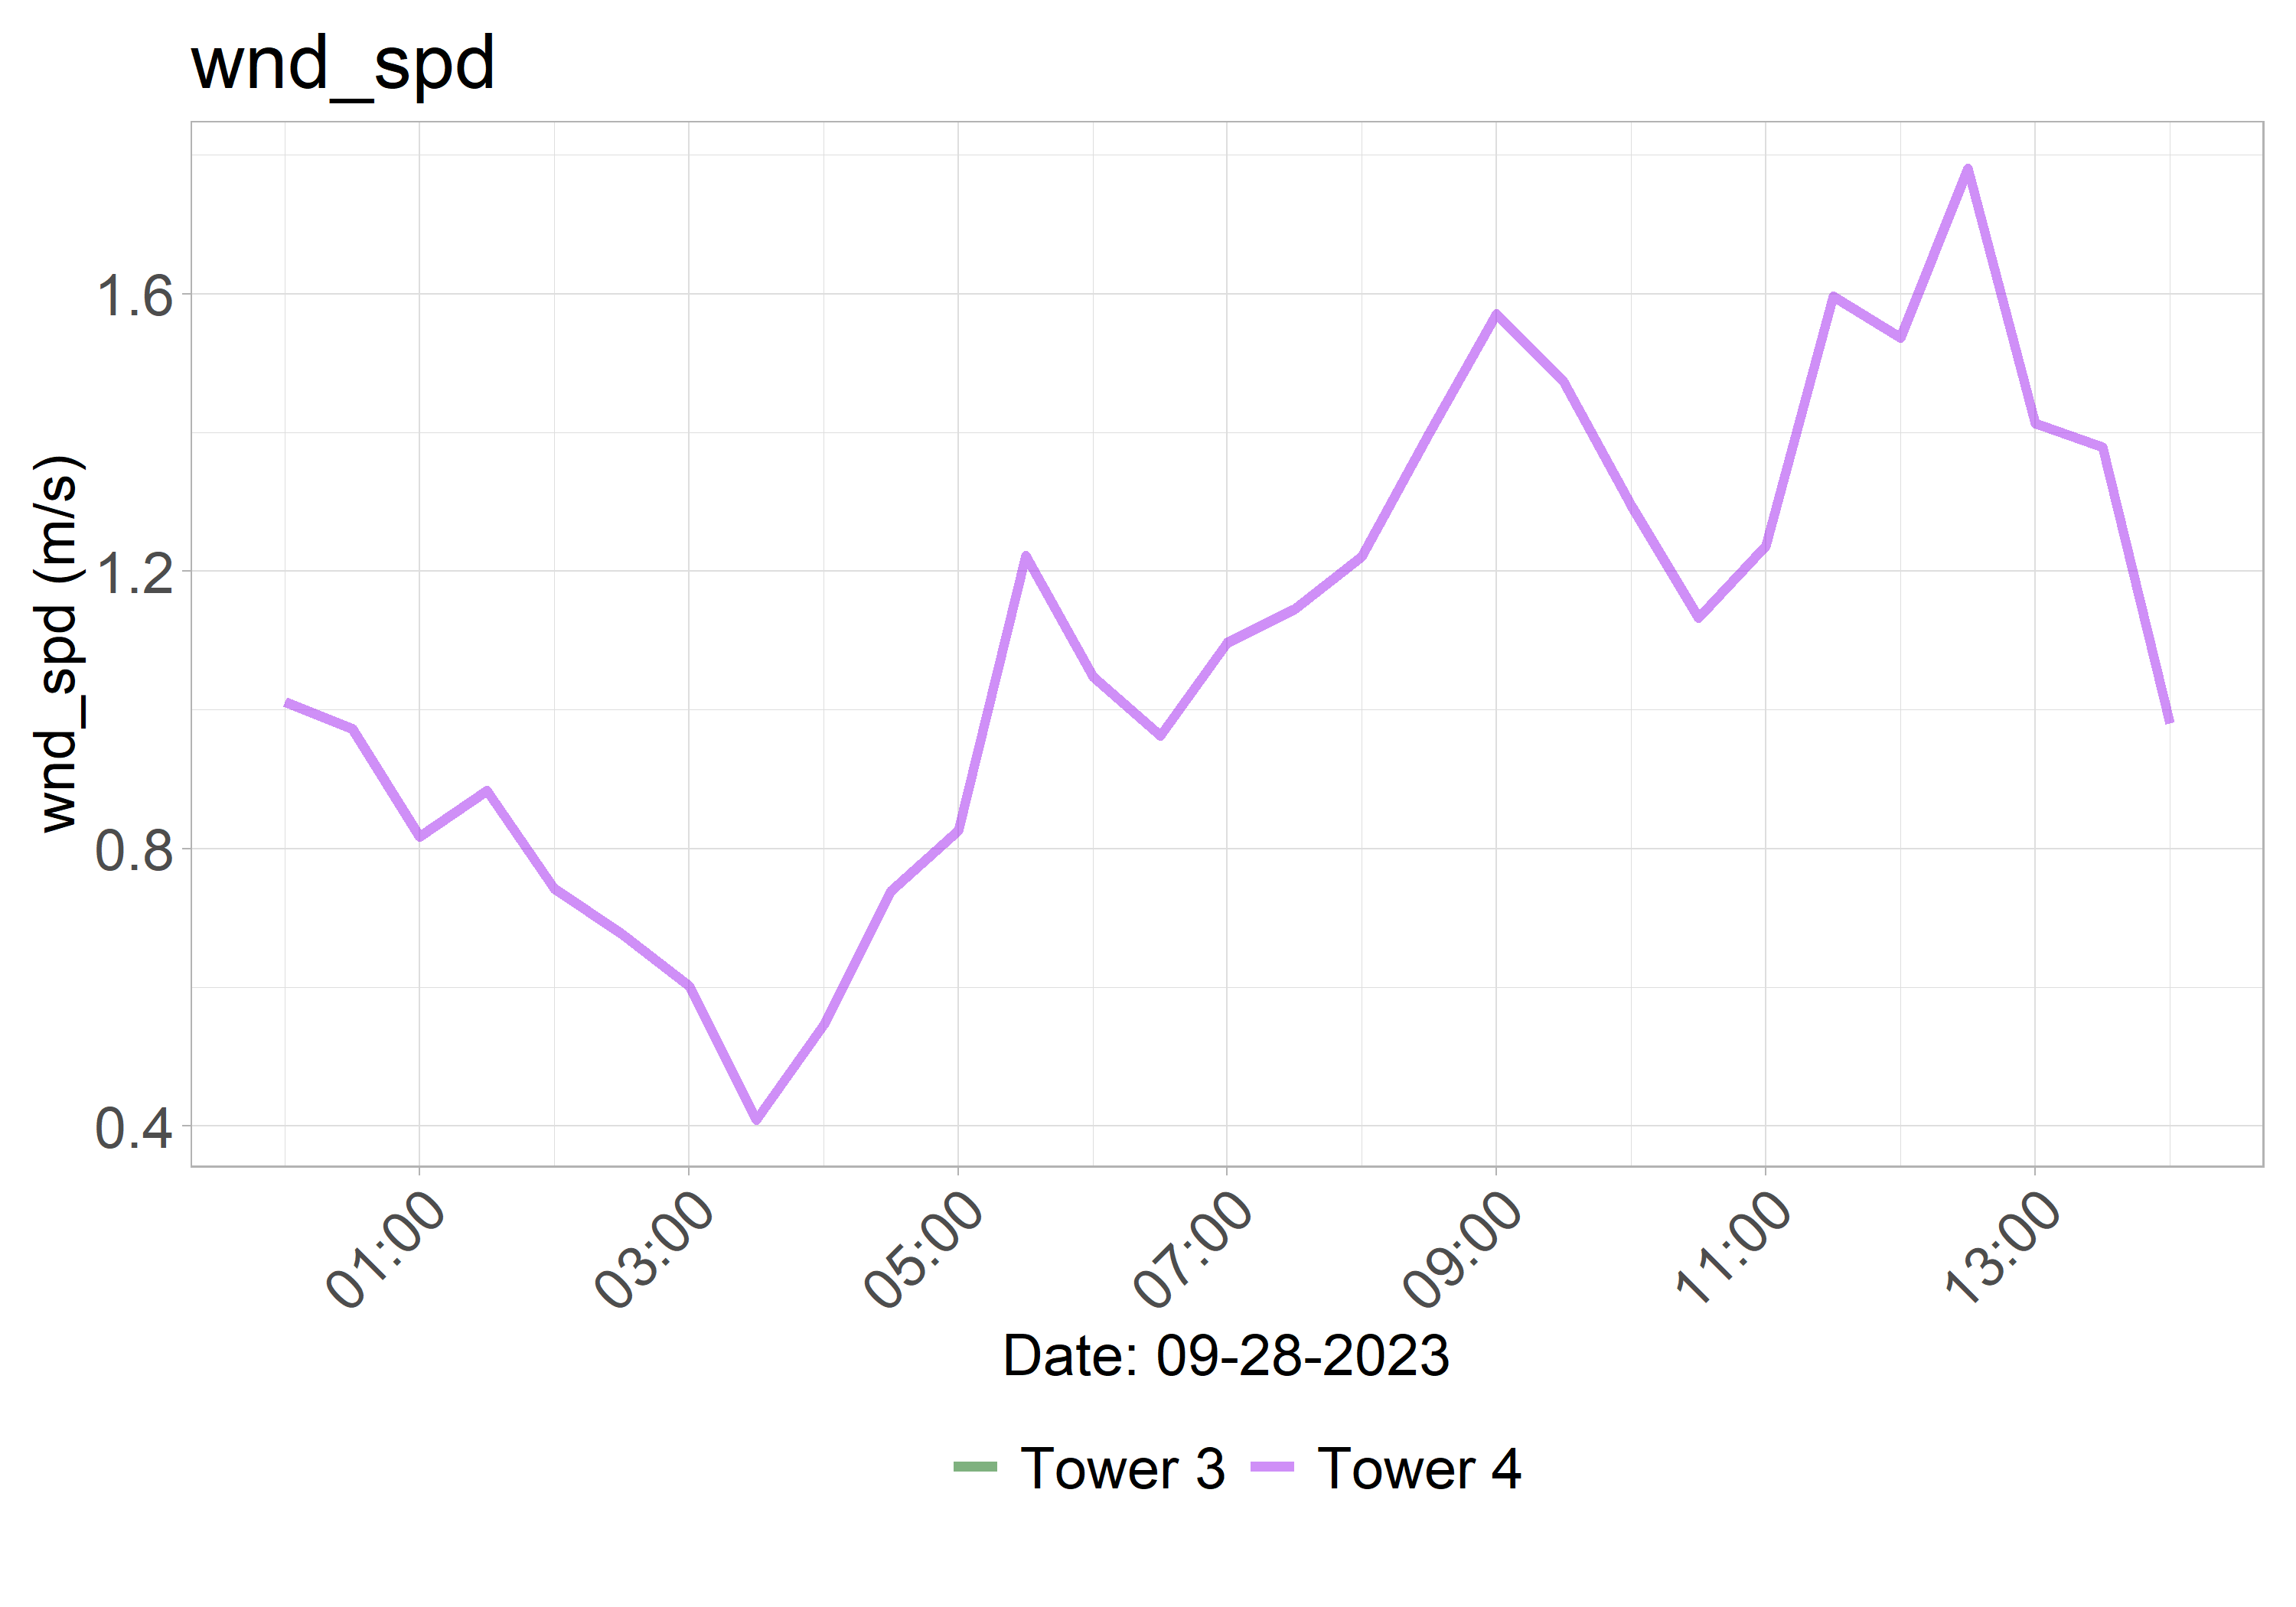 wnd_spd
wnd_spd (m/s)
1.6
1.2
0.8
0.4
01:00 03:00 05:00 07:00 09:00 11:00 13:00
Date: 09-28-2023
Tower 3 Tower 4